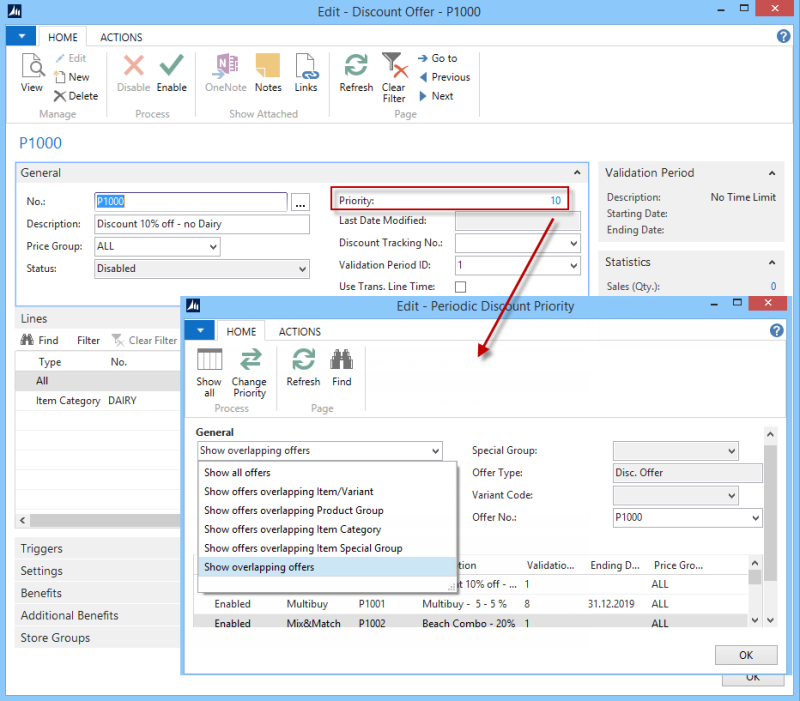 Edit - Discount Offer - P1000
HOME ACTIONS
View
Edit
New
Delete
Manage
Disable Enable
Process
OneNote Notes Links
Show Attached
Refresh Clear Filter
Go to
Previous
Next
Page
P1000
General
No.: P1000 ...
Description: Discount 10% off - no Dairy
Price Group: ALL
Status: Disabled
Priority: 10
Last Date Modified:
Discount Tracking No.:
Validation Period ID: 1
Use Trans. Line Time:
Validation Period
Description: No Time Limit
Starting Date:
Ending Date:
Statistics
Sales (Qty.): 0
Lines
Find Filter Clear Filter
Type No.
All
Item Category DAIRY
Triggers
Settings
Benefits
Additional Benefits
Store Groups
Edit - Periodic Discount Priority
HOME ACTIONS
Show all
Change Priority
Process
Refresh Find
Page
General
Show overlapping offers
Show all offers
Show offers overlapping Item/Variant
Show offers overlapping Product Group
Show offers overlapping Item Category
Show offers overlapping Item Special Group
Show overlapping offers
Special Group:
Offer Type: Disc. Offer
Variant Code:
Offer No.: P1000
Validatio... Ending D... Price Gro...
10% off - ... 1 ALL
Enabled Multibuy P1001 Multibuy - 5 - 5 % 8 31.12.2019 ALL
Enabled Mix&Match P1002 Beach Combo - 20% 1 ALL
OK
OK